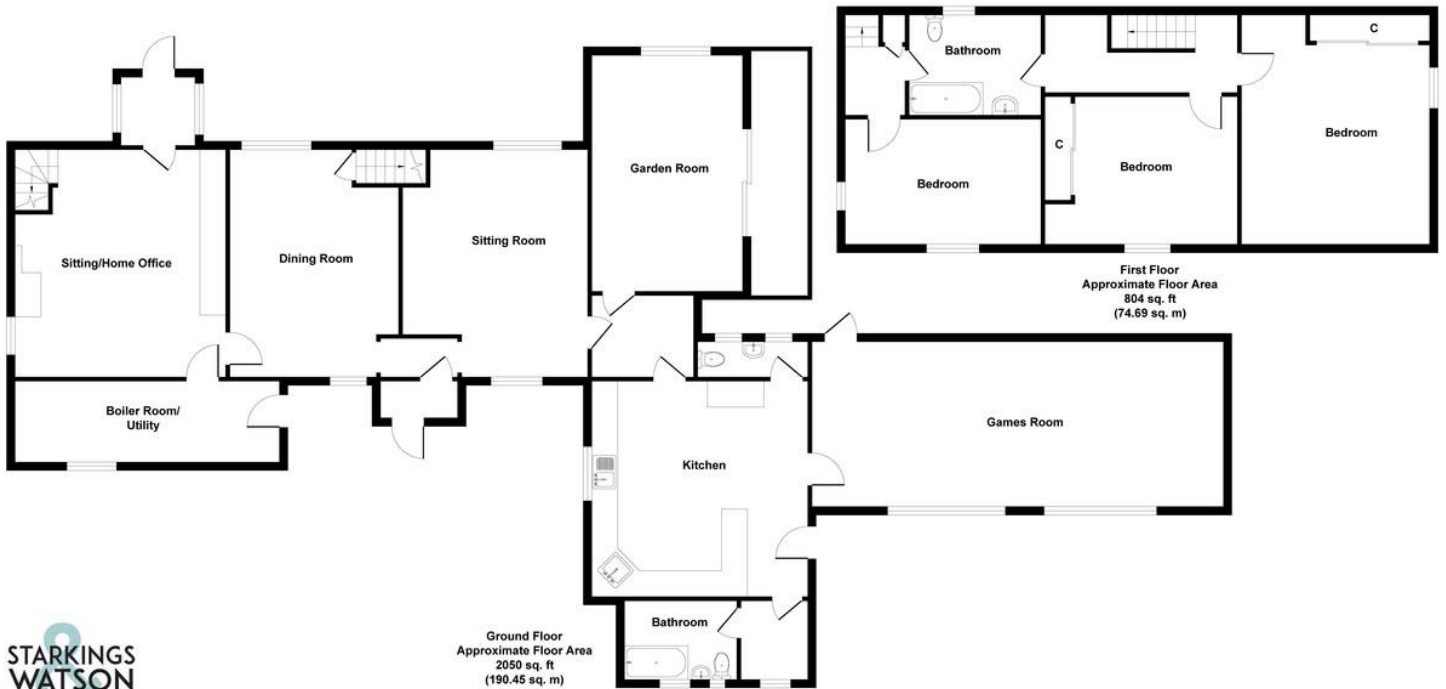 Bathroom
C
Bedroom
Bedroom
C
Bedroom
First Floor
Approximate Floor Area
804 sq. ft
(74.69 sq. m)
Garden Room
Sitting Room
Dining Room
Sitting/Home Office
Boiler Room/
Utility
Games Room
Kitchen
Bathroom
Ground Floor
Approximate Floor Area
2050 sq. ft
(190.45 sq. m)
&
STARKINGS
WATSON